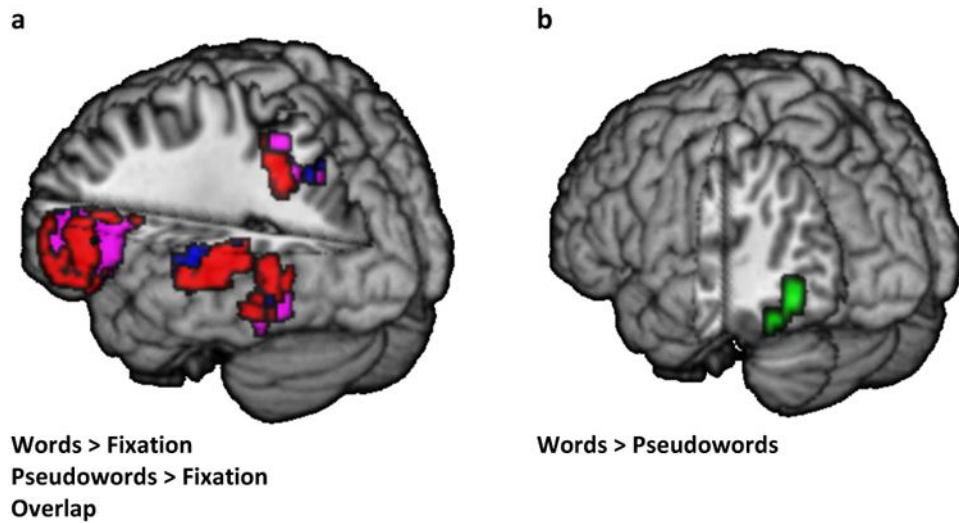 a
b
Words > Fixation
Pseudowords > Fixation
Overlap
Words > Pseudowords